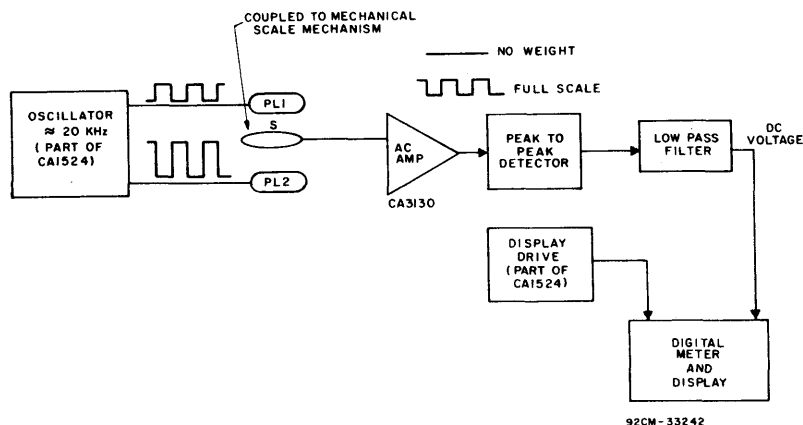 COUPLED TO MECHANICAL
SCALE MECHANISM
NO WEIGHT
FULL SCALE
OSCILLATOR
≈ 20 KHz
(PART OF
CA1524)
PL1
S
PL2
AC
AMP
CA3130
PEAK TO
PEAK
DETECTOR
LOW PASS
FILTER
DC
VOLTAGE
DISPLAY
DRIVE
(PART OF
CA1524)
DIGITAL
METER
AND
DISPLAY
92CM-33242